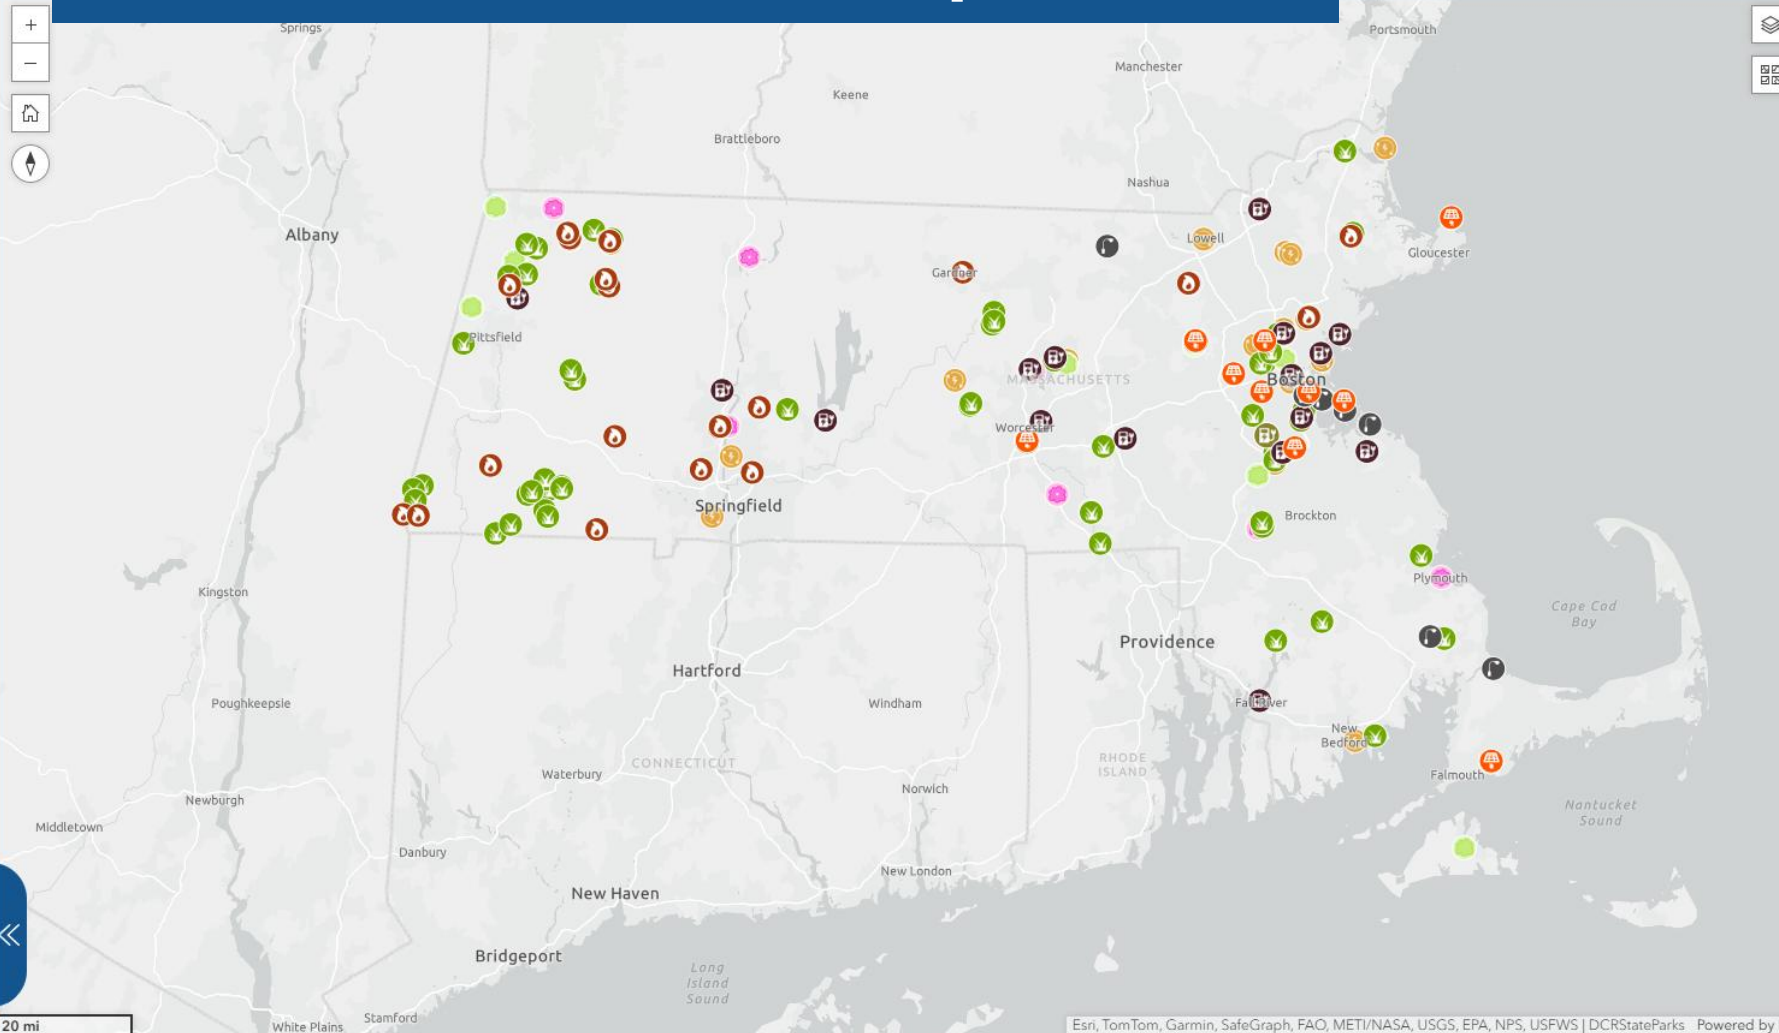 Springs
Portsmouth
Manchester
Keene
Brattleboro
Nashua
Albany
Lowell
Gloucester
Gardner
Pittsfield
MASSACHUSETTS
Boston
Worcester
Springfield
Brockton
Plymouth
Kingston
Cape Cod
Bay
Providence
Hartford
Poughkeepsie
Windham
Fall River
New
Bedford
CONNECTICUT
RHODE
ISLAND
Waterbury
Falmouth
Norwich
Newburgh
Nantucket
Sound
Middletown
Danbury
New London
New Haven
Bridgeport
Long
Island
Sound
Stamford
White Plains
20 mi
Esri, TomTom, Garmin, SafeGraph, FAO, METI/NASA, USGS, EPA, NPS, USFWS | DCRStateParks Powered by